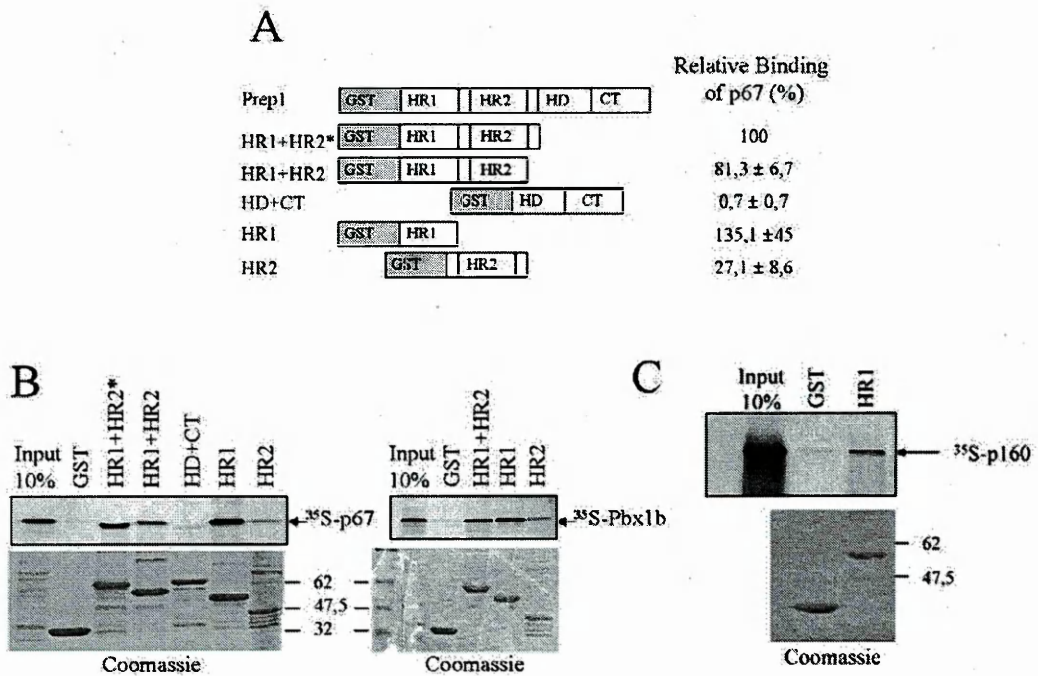 A
Relative Binding
of p67 (%)
Prep1 GST HR1 HR2 HD CT
HR1+HR2* GST HR1 HR2 100
HR1+HR2 GST HR1 HR2 81,3 ± 6,7
HD+CT GST HD CT 0,7 ± 0,7
HR1 GST HR1 135,1 ±45
HR2 GST HR2 27,1 ± 8,6
B
Input
10%
GST
HR1+HR2*
HR1+HR2
HD+CT
HR1
HR2
35S-p67
62
47,5
32
Coomassie
Input
10%
GST
HR1+HR2
HR1
HR2
35S-Pbx1b
Coomassie
C
Input
10%
GST
HR1
35S-p160
62
47,5
Coomassie